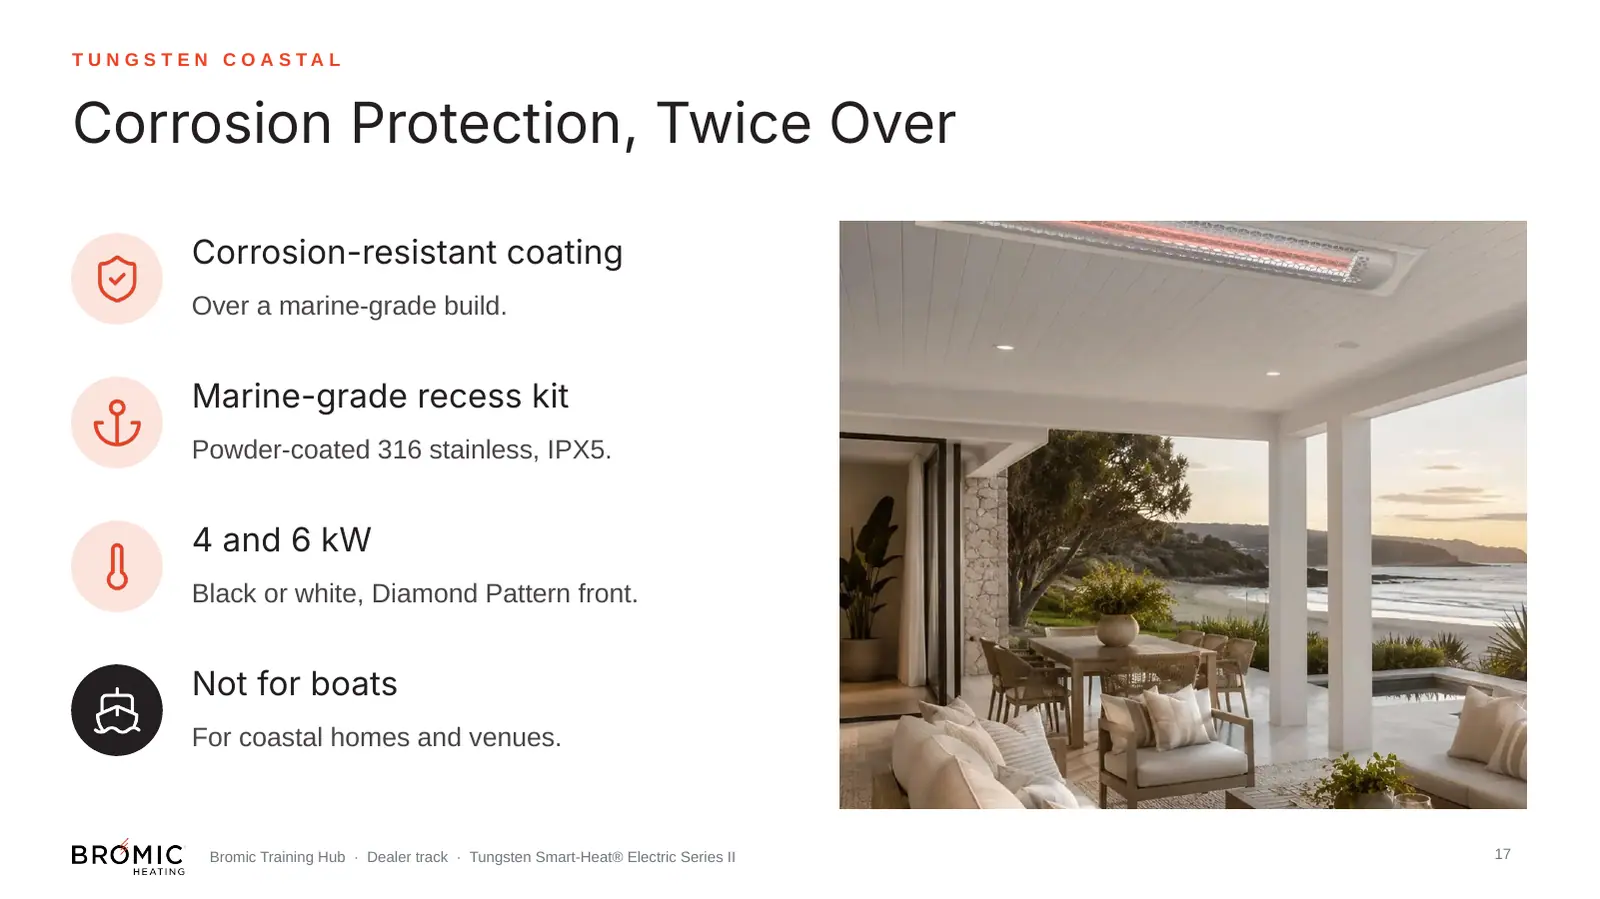 TUNGSTEN COASTAL
Corrosion Protection, Twice Over
Corrosion-resistant coating
Over a marine-grade build.
Marine-grade recess kit
Powder-coated 316 stainless, IPX5.
4 and 6 kW
Black or white, Diamond Pattern front.
Not for boats
For coastal homes and venues.
BROMIC
HEATING
Bromic Training Hub · Dealer track · Tungsten Smart-Heat® Electric Series II
17